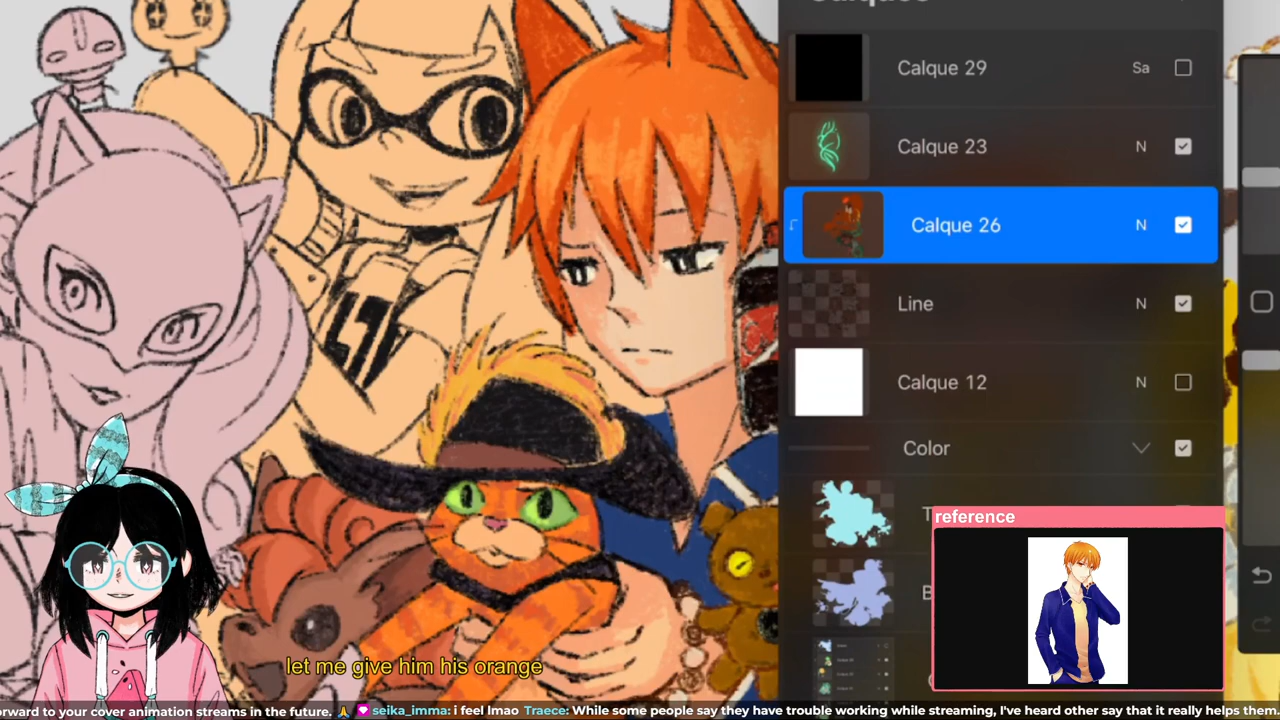 Calque 29
Sa
Calque 23
N
Calque 26
N
Line
N
Calque 12
N
Color
reference
let me give him his orange
orward to your cover animation streams in the future. 🙏 seika_imma: i feel lmao Traece: While some people say they have trouble working while streaming, I've heard other say that it really helps them.